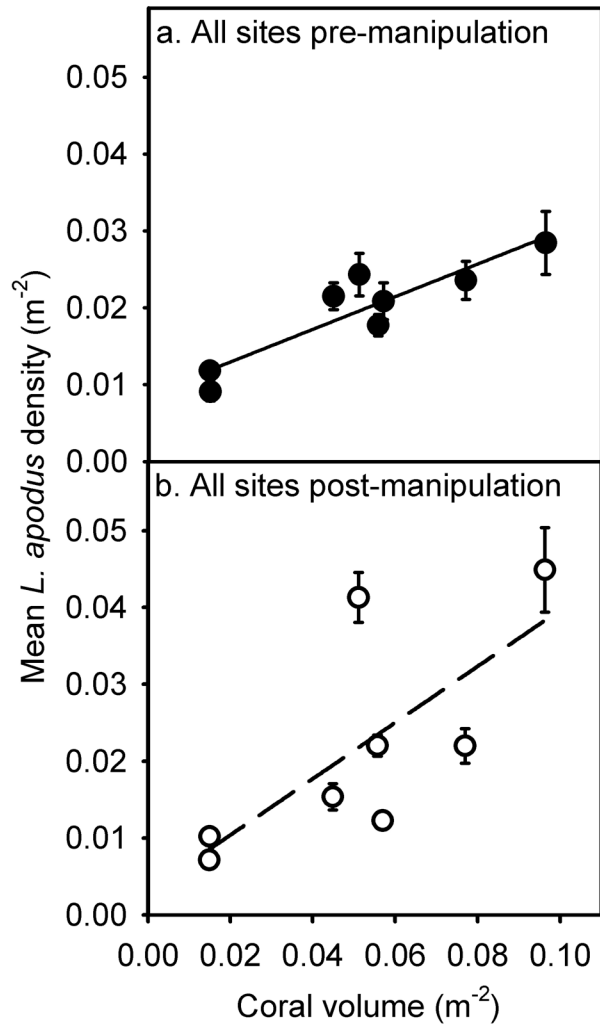 a. All sites pre-manipulation
0.05
0.04
0.03
0.02
0.01
0.00
b. All sites post-manipulation
0.05
0.04
0.03
0.02
0.01
0.00
Mean L. apodus density (m-2)
0.00 0.02 0.04 0.06 0.08 0.10
Coral volume (m-2)